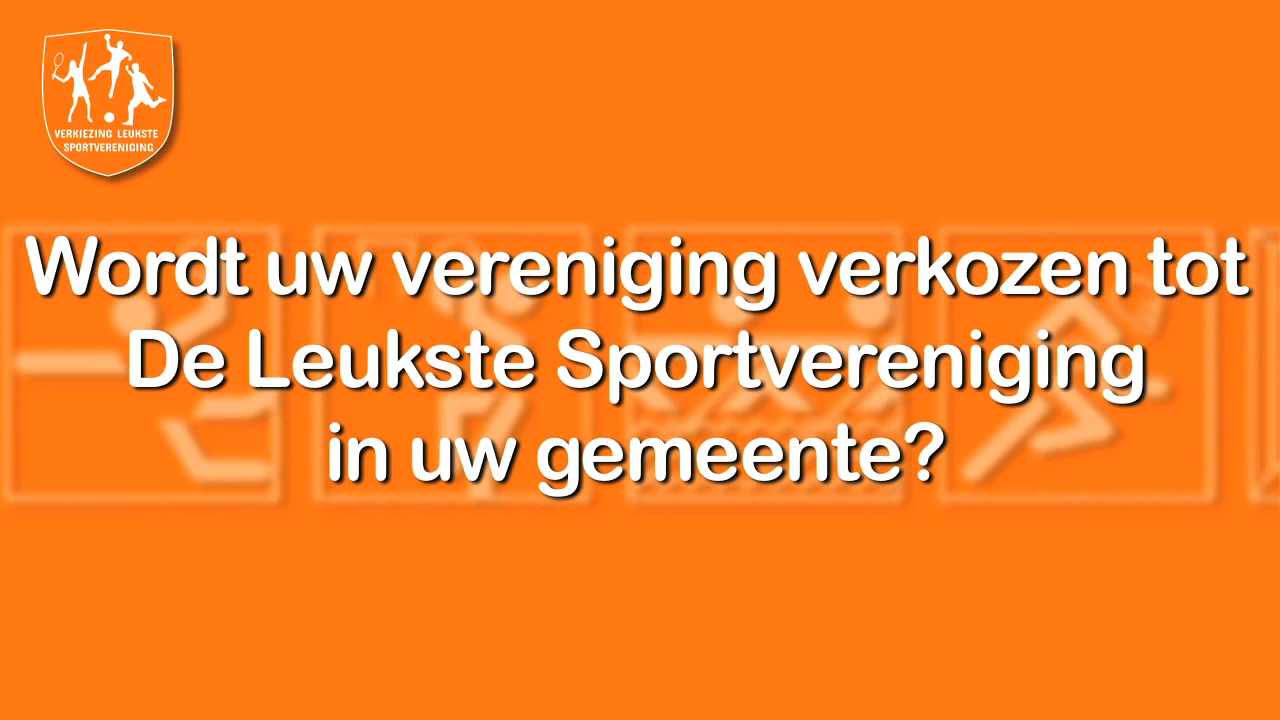 VERKIEZING LEUKSTE
SPORTVERENIGING
Wordt uw vereniging verkozen tot
De Leukste Sportvereniging
in uw gemeente?